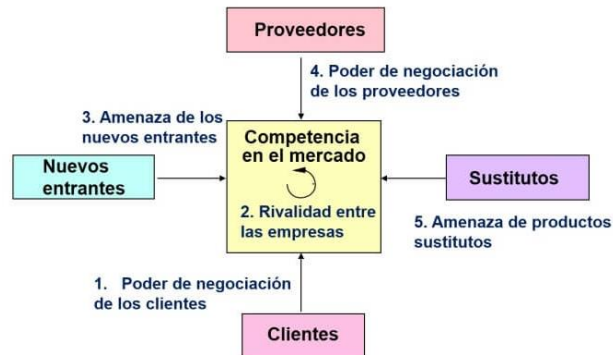 Proveedores
4. Poder de negociación
de los proveedores
3. Amenaza de los
nuevos entrantes
Competencia
en el mercado
Nuevos
entrantes
Sustitutos
2. Rivalidad entre
las empresas
5. Amenaza de productos
sustitutos
1. Poder de negociación
de los clientes
Clientes